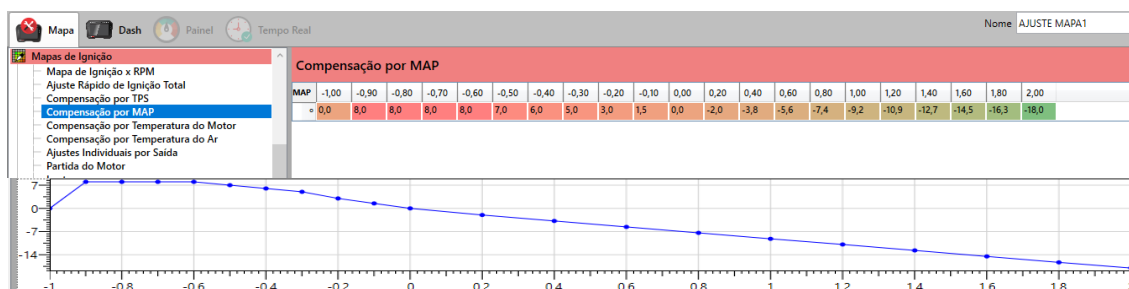 Mapa Dash Painel Tempo Real Nome AJUSTE MAPA1
Mapas de Ignição
Mapa de Ignição x RPM
Ajuste Rápido de Ignição Total
Compensação por TPS
Compensação por MAP
Compensação por Temperatura do Motor
Compensação por Temperatura do Ar
Ajustes Individuais por Saída
Partida do Motor
Compensação por MAP
MAP -1,00 -0,90 -0,80 -0,70 -0,60 -0,50 -0,40 -0,30 -0,20 -0,10 0,00 0,20 0,40 0,60 0,80 1,00 1,20 1,40 1,60 1,80 2,00
° 0,0 8,0 8,0 8,0 8,0 7,0 6,0 5,0 3,0 1,5 0,0 -2,0 -3,8 -5,6 -7,4 -9,2 -10,9 -12,7 -14,5 -16,3 -18,0
7
0
-7
-14
-1 -0.8 -0.6 -0.4 -0.2 0 0.2 0.4 0.6 0.8 1 1.2 1.4 1.6 1.8